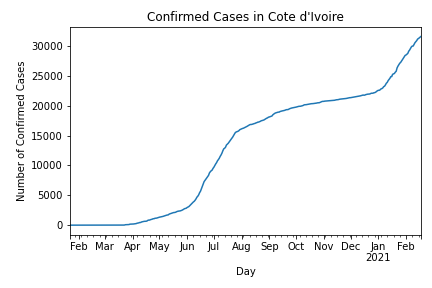 Confirmed Cases in Cote d'Ivoire
Number of Confirmed Cases
30000
25000
20000
15000
10000
5000
0
Feb Mar Apr May Jun Jul Aug Sep Oct Nov Dec Jan Feb
2021
Day